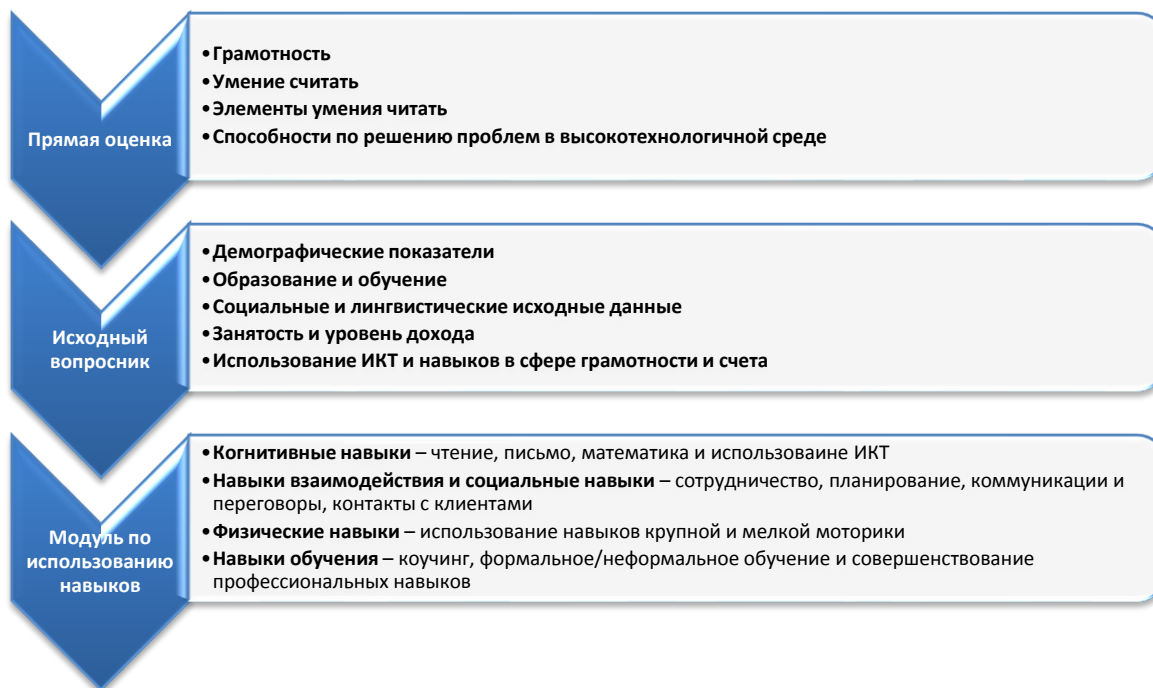 Прямая оценка
•Грамотность
•Умение считать
•Элементы умения читать
•Способности по решению проблем в высокотехнологичной среде
Исходный
вопросник
•Демографические показатели
•Образование и обучение
•Социальные и лингвистические исходные данные
•Занятость и уровень дохода
•Использование ИКТ и навыков в сфере грамотности и счета
Модуль по
использованию
навыков
•Когнитивные навыки – чтение, письмо, математика и использоваине ИКТ
•Навыки взаимодействия и социальные навыки – сотрудничество, планирование, коммуникации и
переговоры, контакты с клиентами
•Физические навыки – использование навыков крупной и мелкой моторики
•Навыки обучения – коучинг, формальное/неформальное обучение и совершенствование
профессиональных навыков